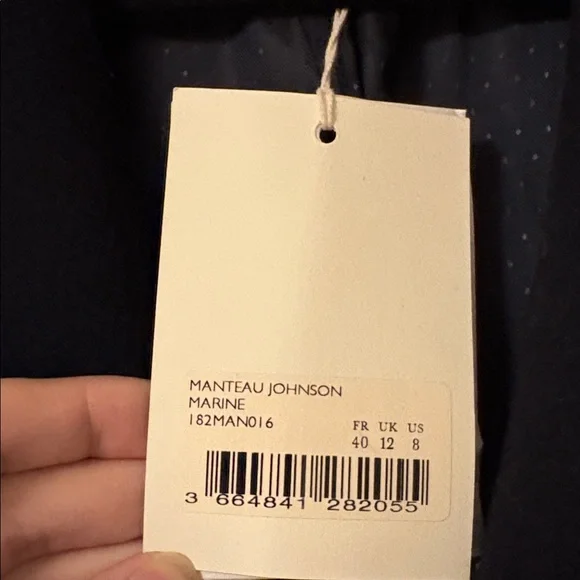 MANTEAU JOHNSON
MARINE
182MAN016
FR UK US
40 12 8
3 664841 282055